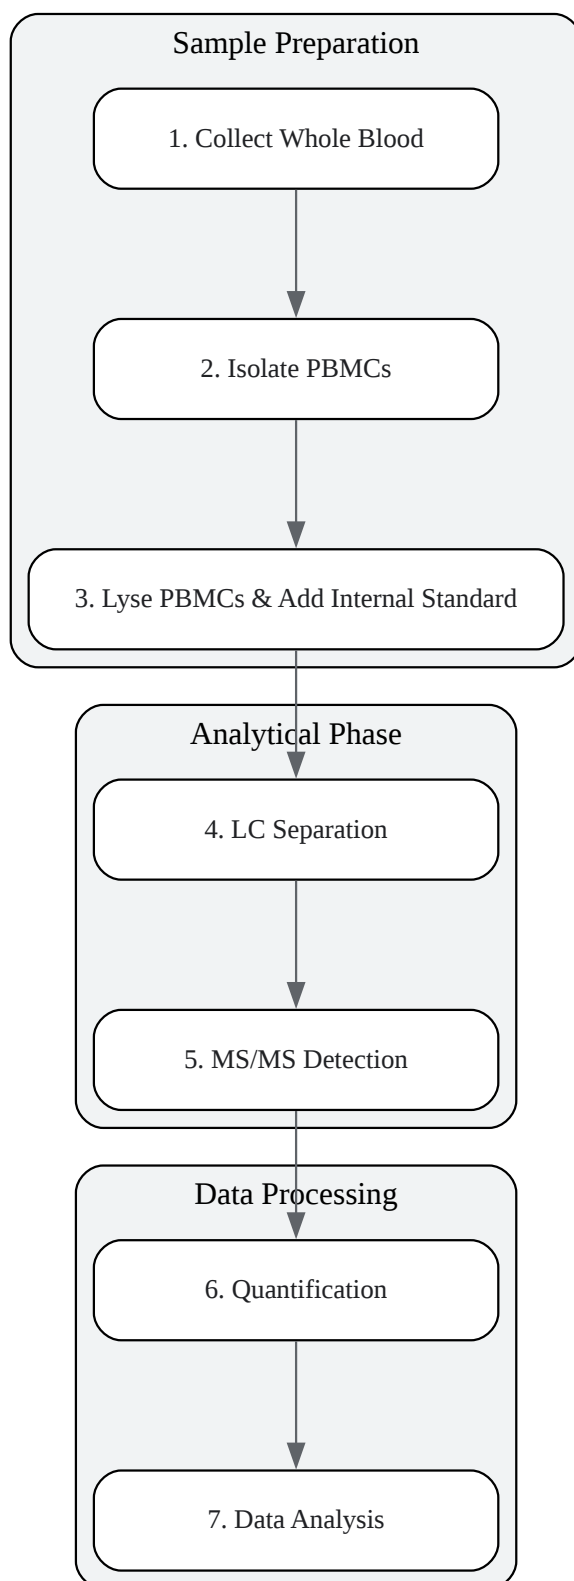 Sample Preparation
1. Collect Whole Blood
2. Isolate PBMCs
3. Lyse PBMCs & Add Internal Standard
Analytical Phase
4. LC Separation
5. MS/MS Detection
Data Processing
6. Quantification
7. Data Analysis